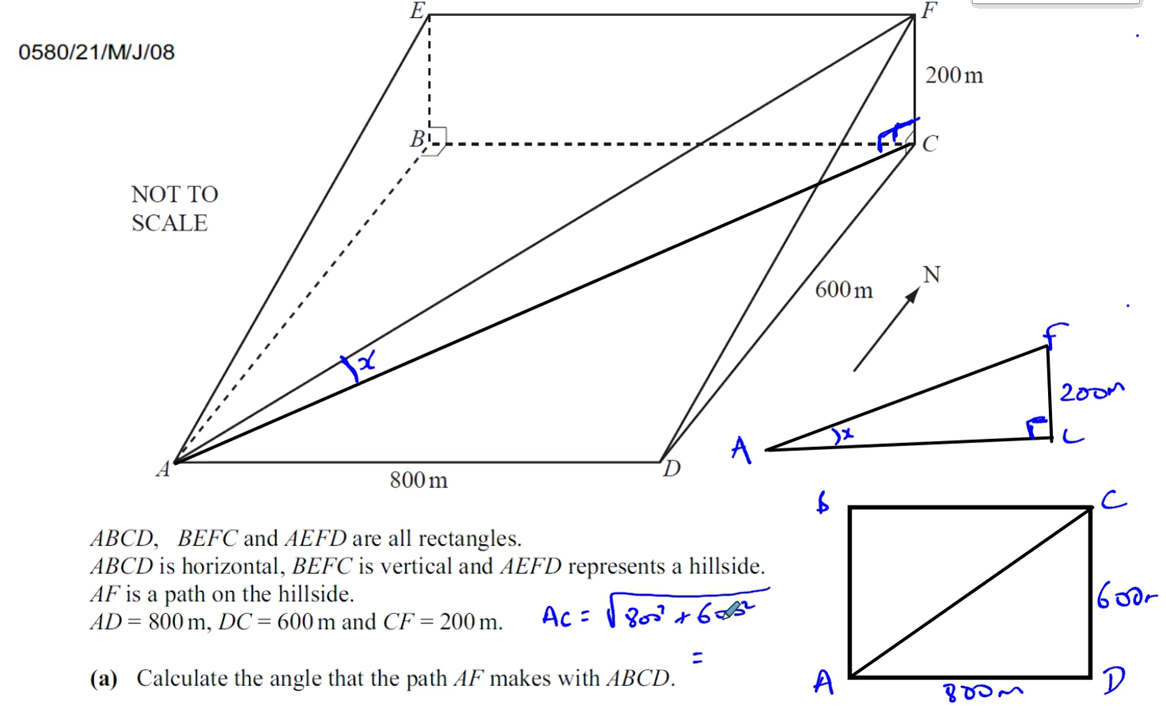 E
F
0580/21/M/J/08
200 m
B
C
NOT TO
SCALE
N
600 m
x
F
200m
A
x
C
A
D
800 m
B
C
ABCD, BEFC and AEFD are all rectangles.
ABCD is horizontal, BEFC is vertical and AEFD represents a hillside.
AF is a path on the hillside.
600m
AD = 800 m, DC = 600 m and CF = 200 m.
AC = √800² + 600²
=
(a) Calculate the angle that the path AF makes with ABCD.
A
D
800m